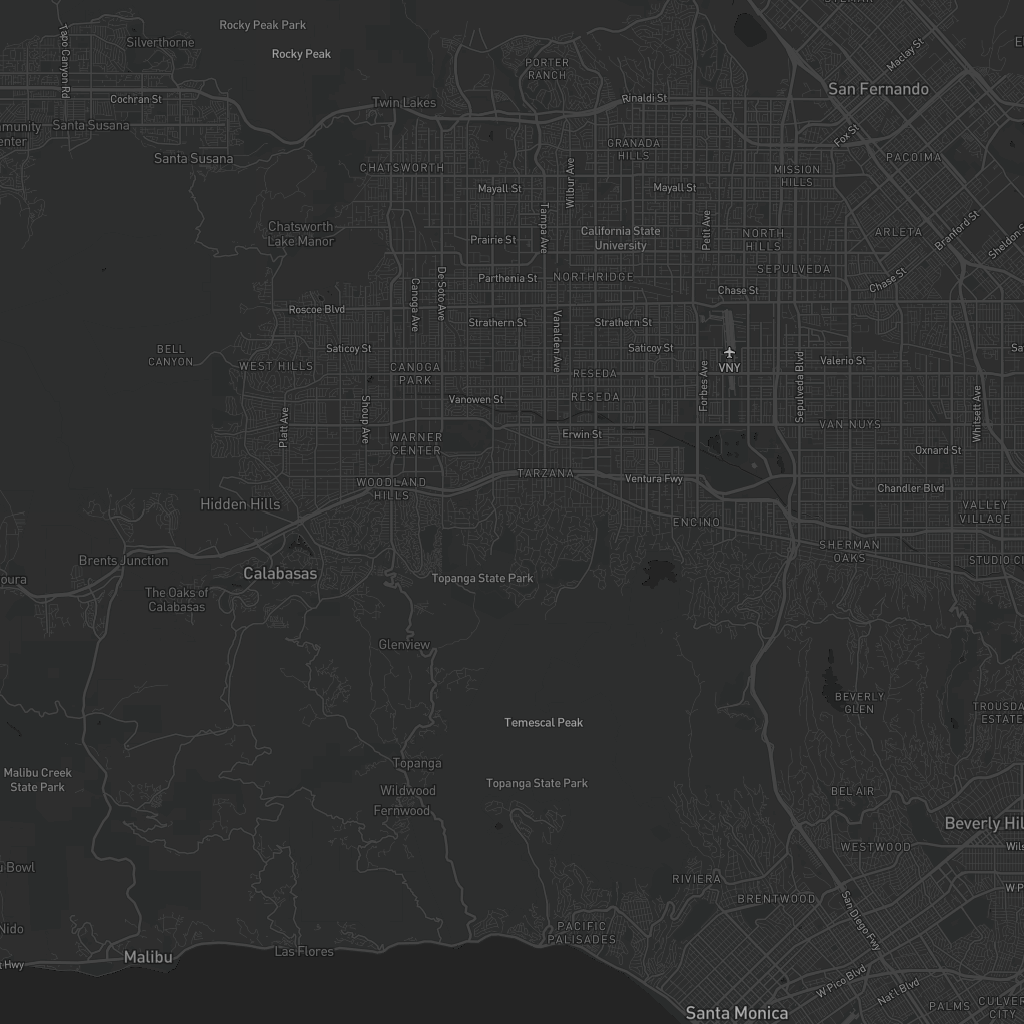 SYLMAR
Rocky Peak Park
Tapo Canyon Rd
Silverthorne
Rocky Peak
Maclay St
PORTER
RANCH
San Fernando
Cochran St
Twin Lakes
Rinaldi St
Santa Susana
Fox St
GRANADA
HILLS
Santa Susana
PACOIMA
CHATSWORTH
MISSION
HILLS
Mayall St
Wilbur Ave
Mayall St
Chatsworth
Lake Manor
Tampa Ave
California State
University
Petit Ave
NORTH
HILLS
ARLETA
Branford St
Prairie St
SEPULVEDA
Parthenia St
NORTHRIDGE
Chase St
Chase St
De Soto Ave
Canoga Ave
Roscoe Blvd
Strathern St
Vanalden Ave
Strathern St
Saticoy St
Saticoy St
BELL
CANYON
VNY
Valerio St
WEST HILLS
CANOGA
PARK
RESEDA
Forbes Ave
Sepulveda Blvd
Vanowen St
RESEDA
Whitsett Ave
Platt Ave
Shoup Ave
VAN NUYS
WARNER
CENTER
Erwin St
Oxnard St
WOODLAND
HILLS
TARZANA
Ventura Fwy
Chandler Blvd
Hidden Hills
VALLEY
VILLAGE
ENCINO
SHERMAN
OAKS
STUDIO C
Brents Junction
Calabasas
oura
Topanga State Park
The Oaks of
Calabasas
Glenview
BEVERLY
GLEN
TROUSDA
ESTATE
Temescal Peak
Malibu Creek
State Park
Topanga
Topanga State Park
Wildwood
BEL AIR
Fernwood
Beverly Hil
WESTWOOD
Wils
u Bowl
RIVIERA
W P
BRENTWOOD
San Diego Fwy
Nido
PACIFIC
PALISADES
Las Flores
Malibu
t Hwy
W Pico Blvd
Nat'l Blvd
Santa Monica
PALMS
CULVER
CITY